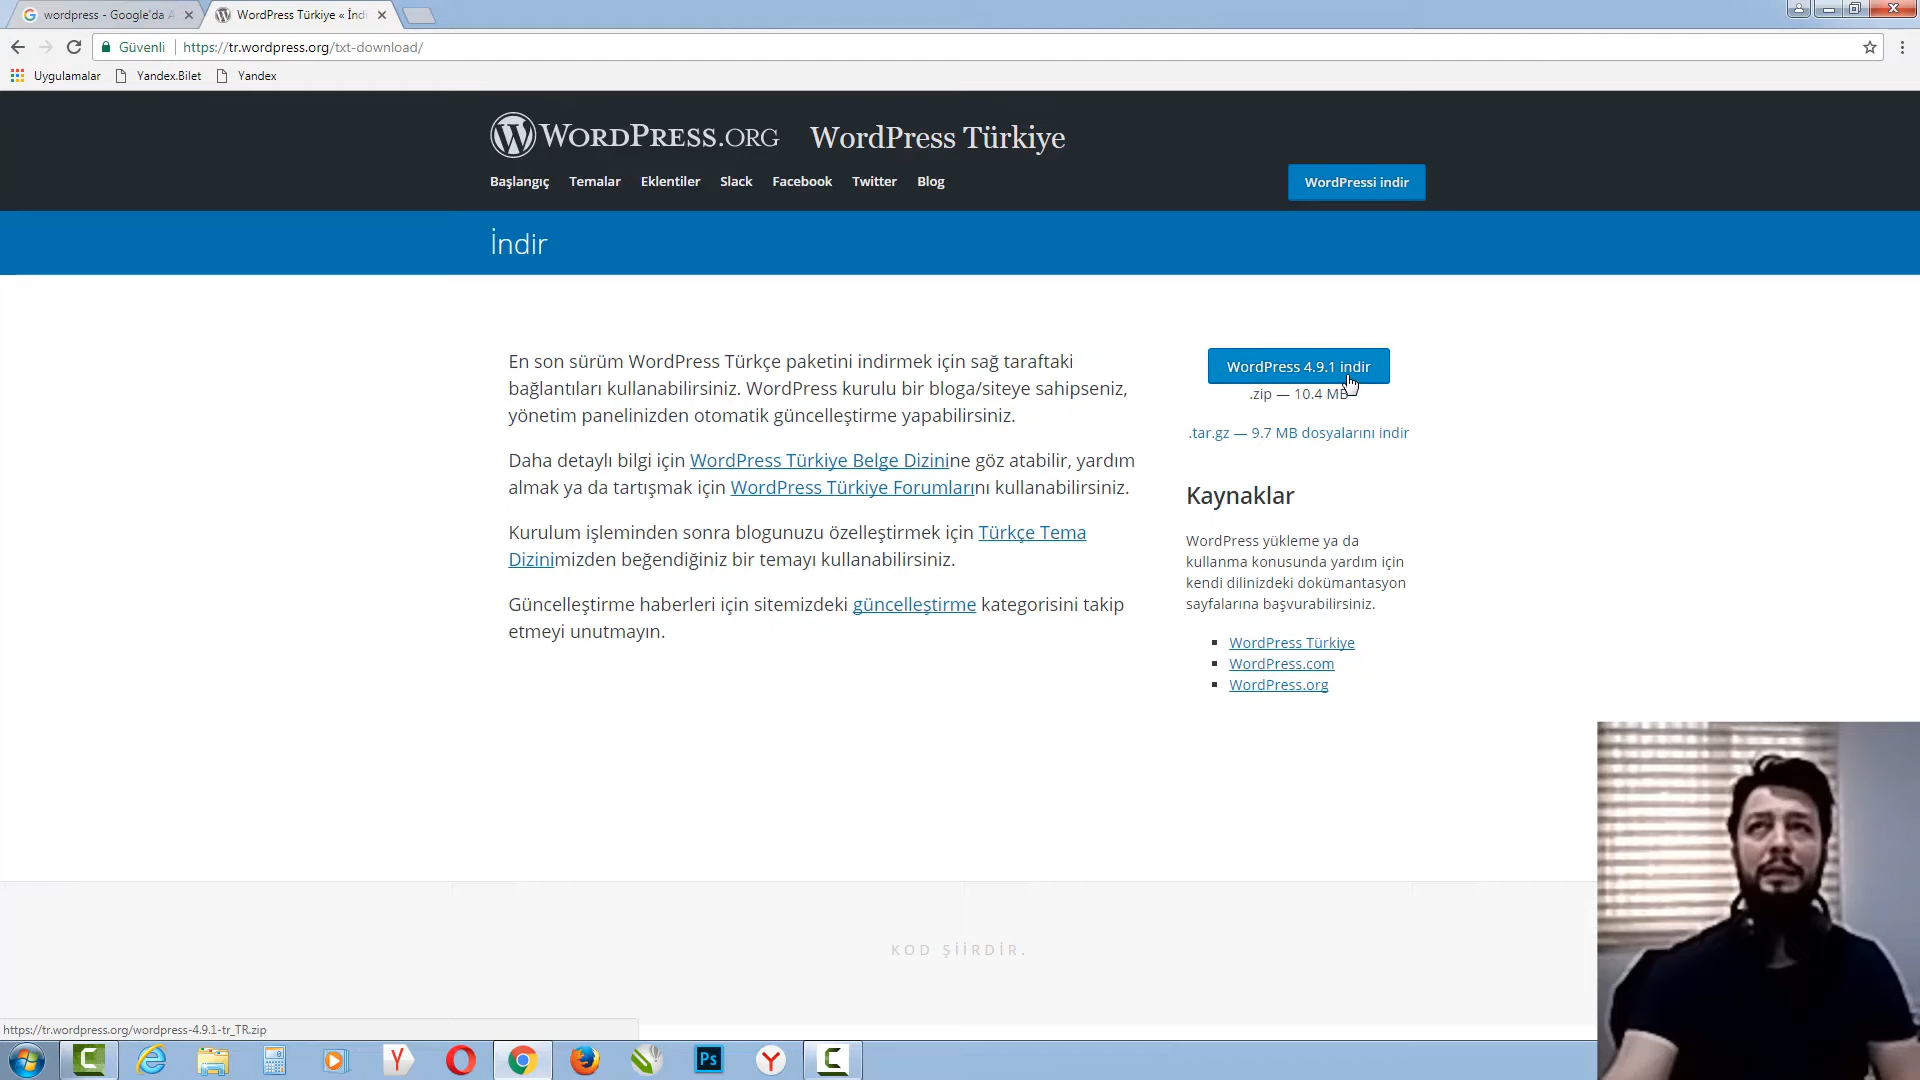 wordpress - Google'da A
WordPress Türkiye « İndi
Güvenli
https://tr.wordpress.org/txt-download/
Uygulamalar
Yandex.Bilet
Yandex
WORDPRESS.ORG
WordPress Türkiye
Başlangıç Temalar Eklentiler Slack Facebook Twitter Blog
WordPressi indir
İndir
En son sürüm WordPress Türkçe paketini indirmek için sağ taraftaki
bağlantıları kullanabilirsiniz. WordPress kurulu bir bloga/siteye sahipseniz,
yönetim panelinizden otomatik güncelleştirme yapabilirsiniz.
Daha detaylı bilgi için WordPress Türkiye Belge Dizinine göz atabilir, yardım
almak ya da tartışmak için WordPress Türkiye Forumlarını kullanabilirsiniz.
Kurulum işleminden sonra blogunuzu özelleştirmek için Türkçe Tema
Dizinimizden beğendiğiniz bir temayı kullanabilirsiniz.
Güncelleştirme haberleri için sitemizdeki güncelleştirme kategorisini takip
etmeyi unutmayın.
WordPress 4.9.1 indir
.zip — 10.4 MB
.tar.gz — 9.7 MB dosyalarını indir
Kaynaklar
WordPress yükleme ya da
kullanma konusunda yardım için
kendi dilinizdeki dokümantasyon
sayfalarına başvurabilirsiniz.
WordPress Türkiye
WordPress.com
WordPress.org
KOD ŞİİRDİR.
https://tr.wordpress.org/wordpress-4.9.1-tr_TR.zip
Ps